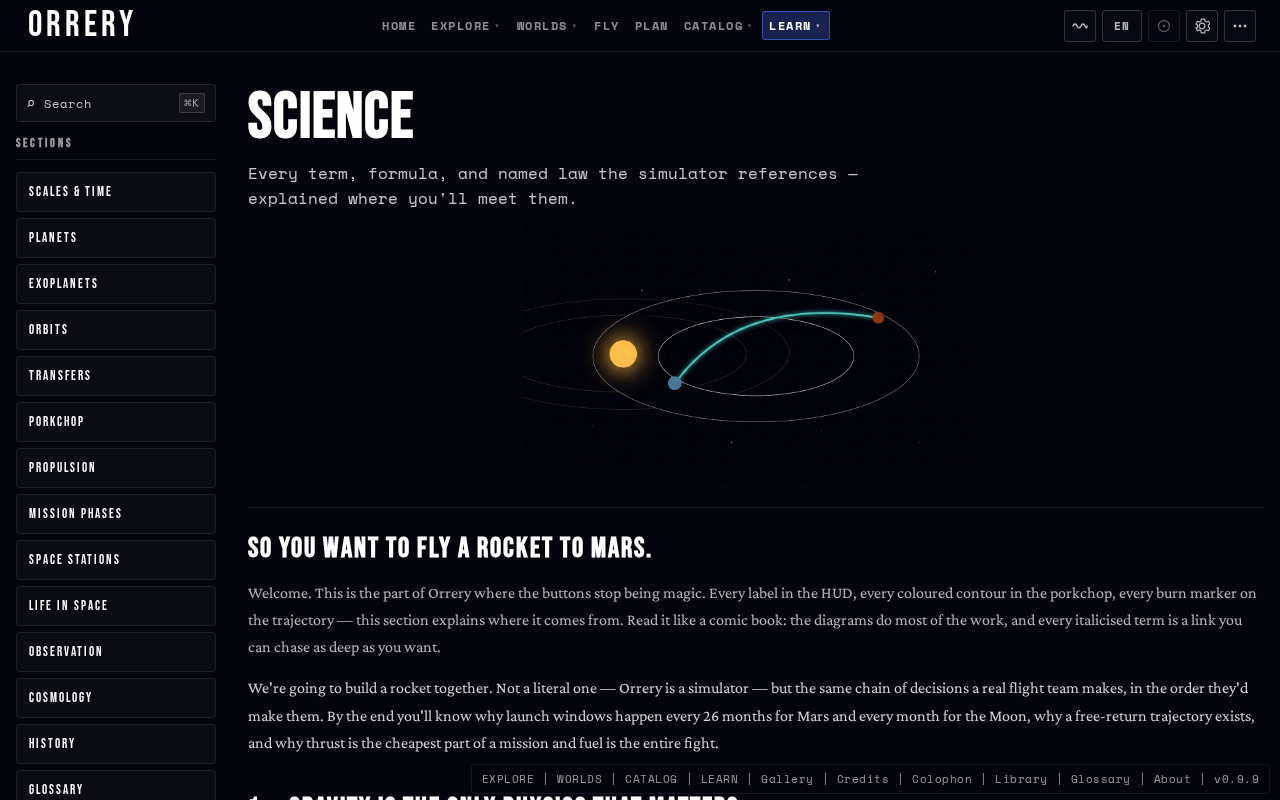 ORRERY
HOME EXPLORE WORLDS FLY PLAN CATALOG LEARN
EN
Search ⌘K
SECTIONS
SCALES & TIME
PLANETS
EXOPLANETS
ORBITS
TRANSFERS
PORKCHOP
PROPULSION
MISSION PHASES
SPACE STATIONS
LIFE IN SPACE
OBSERVATION
COSMOLOGY
HISTORY
GLOSSARY
SCIENCE
Every term, formula, and named law the simulator references —
explained where you'll meet them.
SO YOU WANT TO FLY A ROCKET TO MARS.
Welcome. This is the part of Orrery where the buttons stop being magic. Every label in the HUD, every coloured contour in the porkchop, every burn marker on
the trajectory — this section explains where it comes from. Read it like a comic book: the diagrams do most of the work, and every italicised term is a link you
can chase as deep as you want.
We're going to build a rocket together. Not a literal one — Orrery is a simulator — but the same chain of decisions a real flight team makes, in the order they'd
make them. By the end you'll know why launch windows happen every 26 months for Mars and every month for the Moon, why a free-return trajectory exists,
and why thrust is the cheapest part of a mission and fuel is the entire fight.
GRAVITY IS THE ONLY PHYSICS THAT MATTERS
EXPLORE | WORLDS | CATALOG | LEARN | Gallery | Credits | Colophon | Library | Glossary | About | v0.9.9